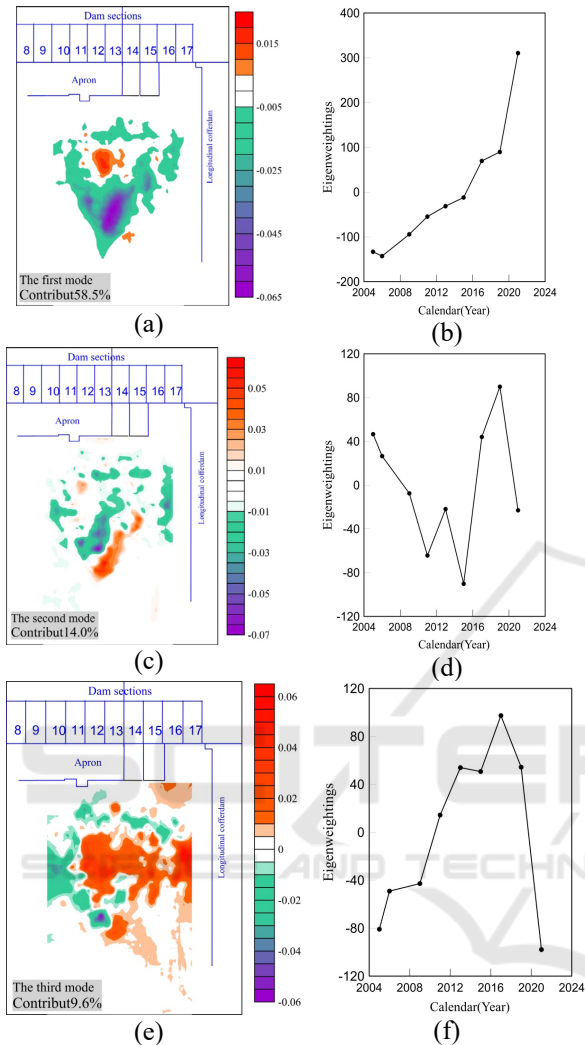 Dam sections
8 9 10 11 12 13 14 15 16 17
Apron
Longitudinal cofferdam
0.015
-0.005
-0.025
-0.045
-0.065
The first mode
Contribut58.5%
(a)
Eigenweightings
400
300
200
100
0
-100
-200
2004 2008 2012 2016 2020 2024
Calendar(Year)
(b)
Dam sections
8 9 10 11 12 13 14 15 16 17
Apron
Longitudinal cofferdam
0.05
0.03
0.01
-0.01
-0.03
-0.05
-0.07
The second mode
Contribut14.0%
(c)
Eigenweightings
120
80
40
0
-40
-80
-120
2004 2008 2012 2016 2020 2024
Calendar(Year)
(d)
Dam sections
8 9 10 11 12 13 14 15 16 17
Apron
Longitudinal cofferdam
0.06
0.04
0.02
0
-0.02
-0.04
-0.06
The third mode
Contribut9.6%
(e)
Eigenweightings
120
80
40
0
-40
-80
-120
2004 2008 2012 2016 2020 2024
Calendar(Year)
(f)
SCITE
SCIENCE AND TECHN